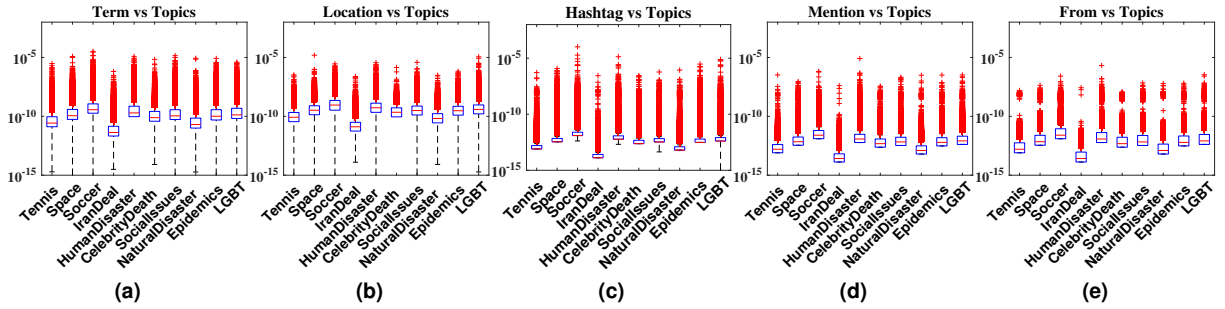 Term vs Topics
10^-5
10^-10
10^-15
Tennis
Space
Soccer
IranDeal
HumanDisaster
CelebrityDeath
SocialIssues
NaturalDisaster
Epidemics
LGBT
(a)
Location vs Topics
10^-5
10^-10
10^-15
Tennis
Space
Soccer
IranDeal
HumanDisaster
CelebrityDeath
SocialIssues
NaturalDisaster
Epidemics
LGBT
(b)
Hashtag vs Topics
10^-5
10^-10
10^-15
Tennis
Space
Soccer
IranDeal
HumanDisaster
CelebrityDeath
SocialIssues
NaturalDisaster
Epidemics
LGBT
(c)
Mention vs Topics
10^-5
10^-10
10^-15
Tennis
Space
Soccer
IranDeal
HumanDisaster
CelebrityDeath
SocialIssues
NaturalDisaster
Epidemics
LGBT
(d)
From vs Topics
10^-5
10^-10
10^-15
Tennis
Space
Soccer
IranDeal
HumanDisaster
CelebrityDeath
SocialIssues
NaturalDisaster
Epidemics
LGBT
(e)